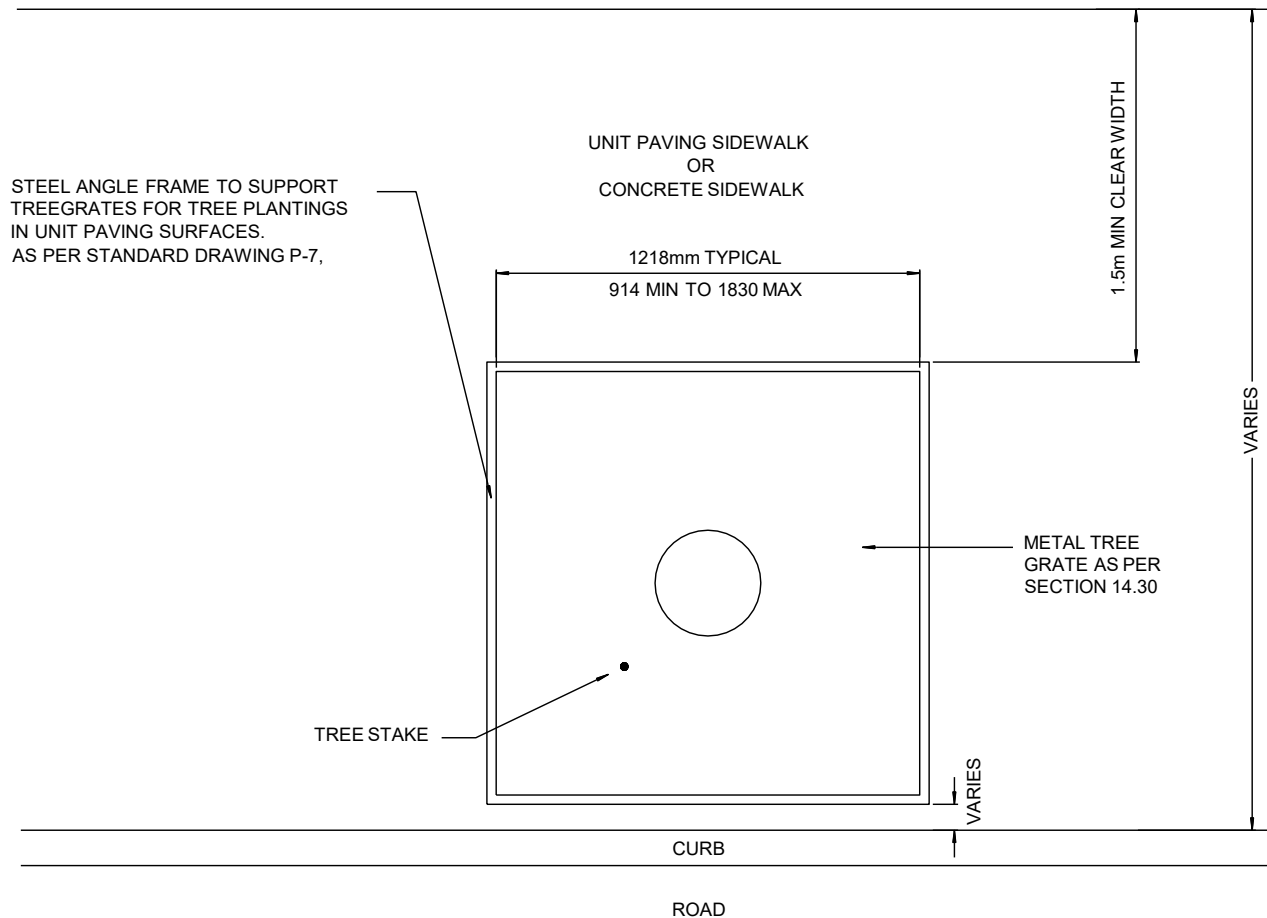 1.5m MIN CLEAR WIDTH
UNIT PAVING SIDEWALK
OR
CONCRETE SIDEWALK
STEEL ANGLE FRAME TO SUPPORT
TREEGRATES FOR TREE PLANTINGS
IN UNIT PAVING SURFACES.
AS PER STANDARD DRAWING P-7,
1218mm TYPICAL
914 MIN TO 1830 MAX
VARIES
METAL TREE
GRATE AS PER
SECTION 14.30
TREE STAKE
VARIES
CURB
ROAD